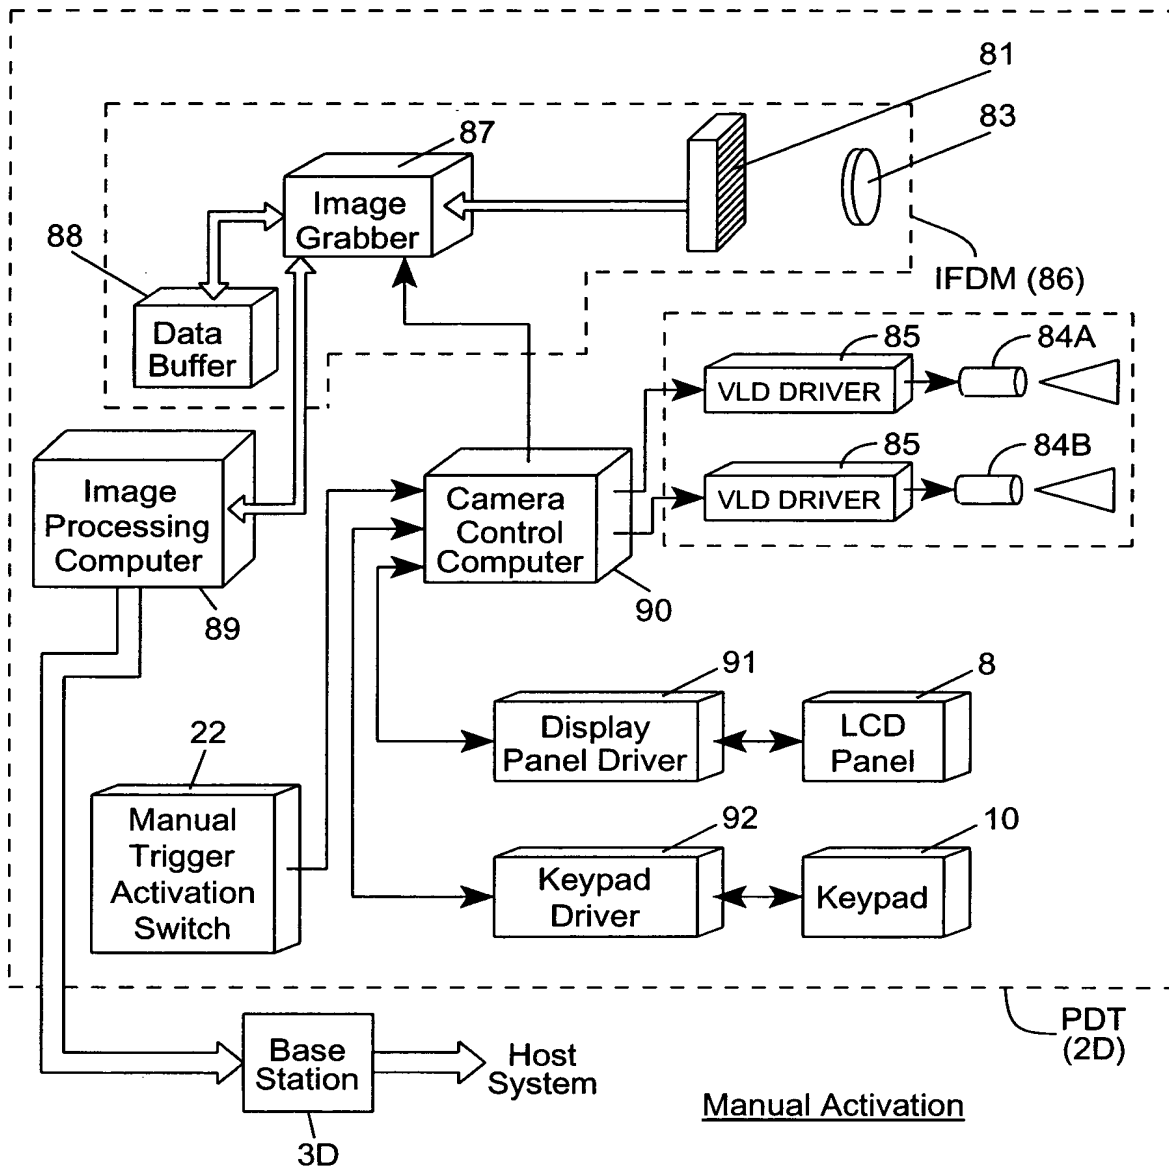 81
83
87
Image
Grabber
88
Data
Buffer
IFDM (86)
85
84A
VLD DRIVER
85
84B
VLD DRIVER
Image
Processing
Computer
89
Camera
Control
Computer
90
91
8
Display
Panel Driver
LCD
Panel
22
Manual
Trigger
Activation
Switch
92
10
Keypad
Driver
Keypad
PDT
(2D)
Base
Station
3D
Host
System
Manual Activation